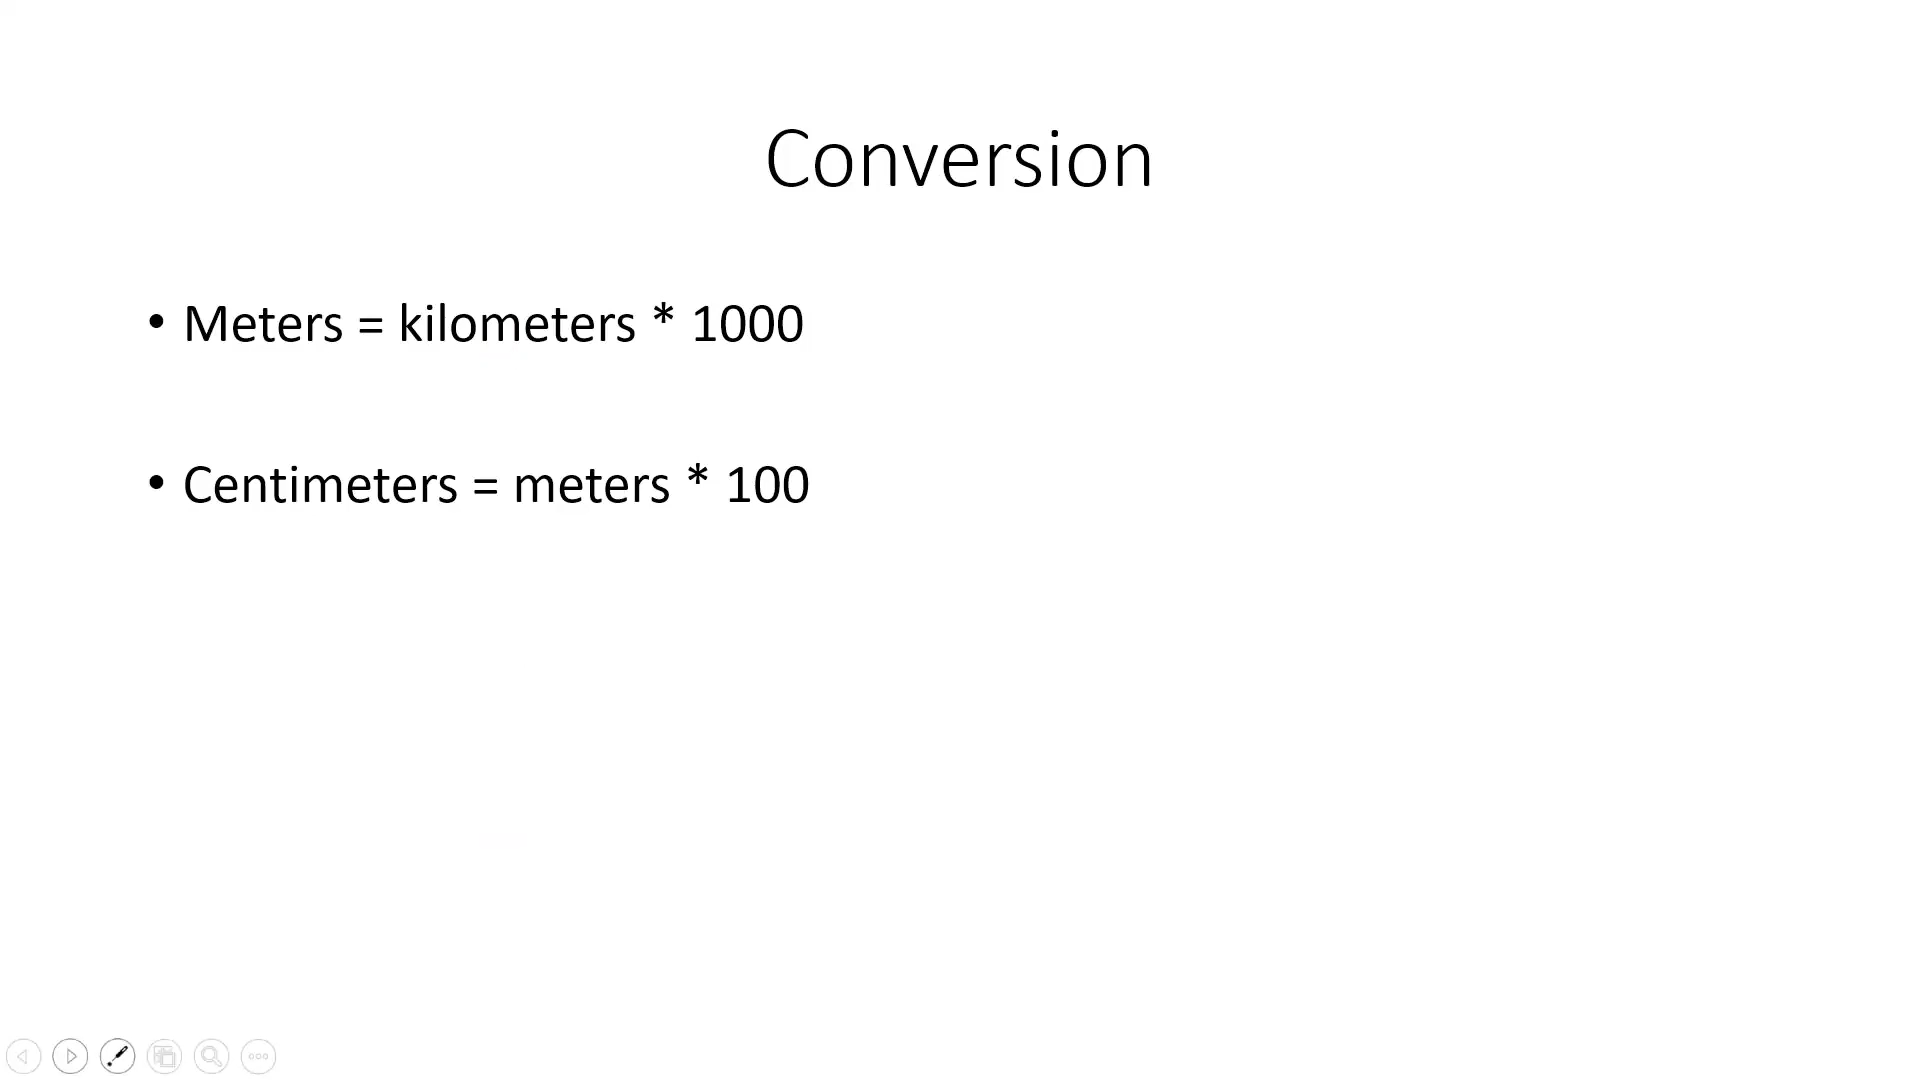 Conversion
• Meters = kilometers * 1000
• Centimeters = meters * 100